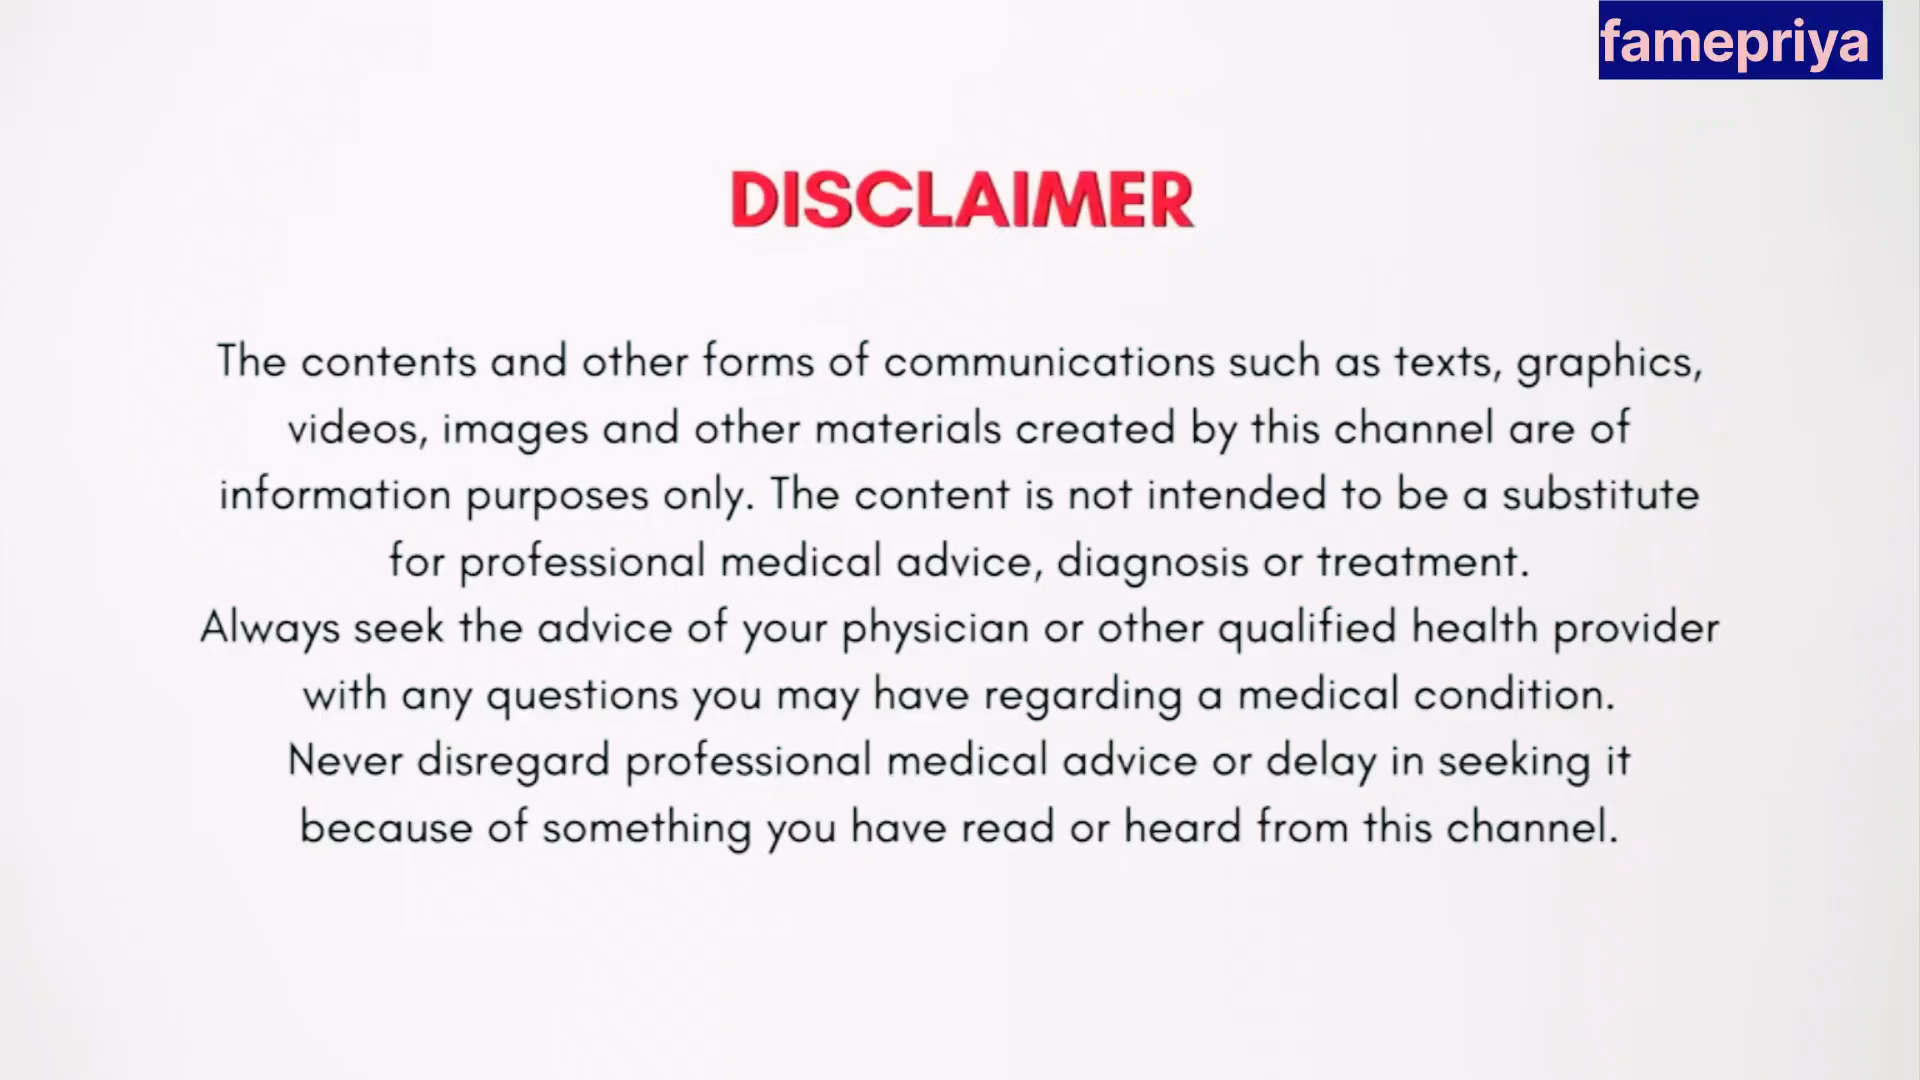 famepriya
DISCLAIMER
The contents and other forms of communications such as texts, graphics,
videos, images and other materials created by this channel are of
information purposes only. The content is not intended to be a substitute
for professional medical advice, diagnosis or treatment.
Always seek the advice of your physician or other qualified health provider
with any questions you may have regarding a medical condition.
Never disregard professional medical advice or delay in seeking it
because of something you have read or heard from this channel.